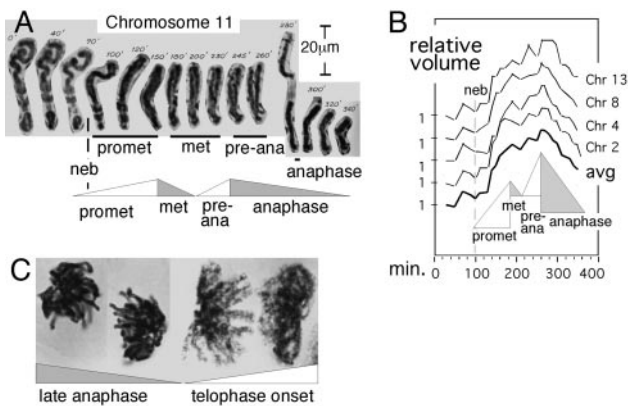 A
Chromosome 11
0'
40'
70'
100'
120'
150'
180'
200'
230'
245'
260'
280'
20μm
300'
320'
340'
promet
met
pre-ana
anaphase
neb
promet
met
pre-
ana
anaphase
B
relative
volume
neb
Chr 13
Chr 8
Chr 4
Chr 2
avg
1
1
1
1
1
met
pre-
ana
promet
anaphase
min.
0
100
200
300
400
C
late anaphase
telophase onset